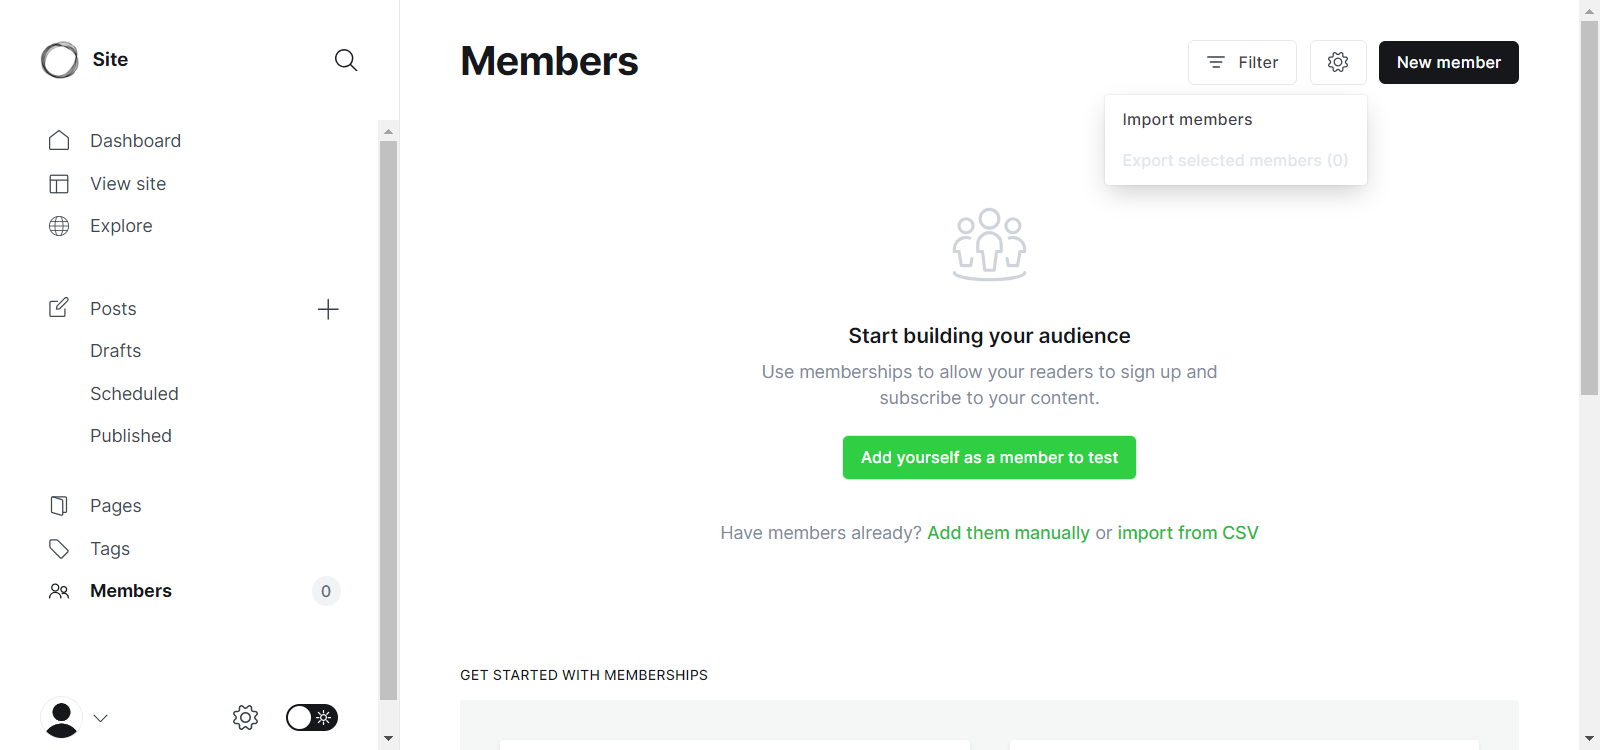 Site
Dashboard
View site
Explore
Posts
Drafts
Scheduled
Published
Pages
Tags
Members
0
Members
Filter
New member
Import members
Export selected members (0)
Start building your audience
Use memberships to allow your readers to sign up and
subscribe to your content.
Add yourself as a member to test
Have members already? Add them manually or import from CSV
GET STARTED WITH MEMBERSHIPS